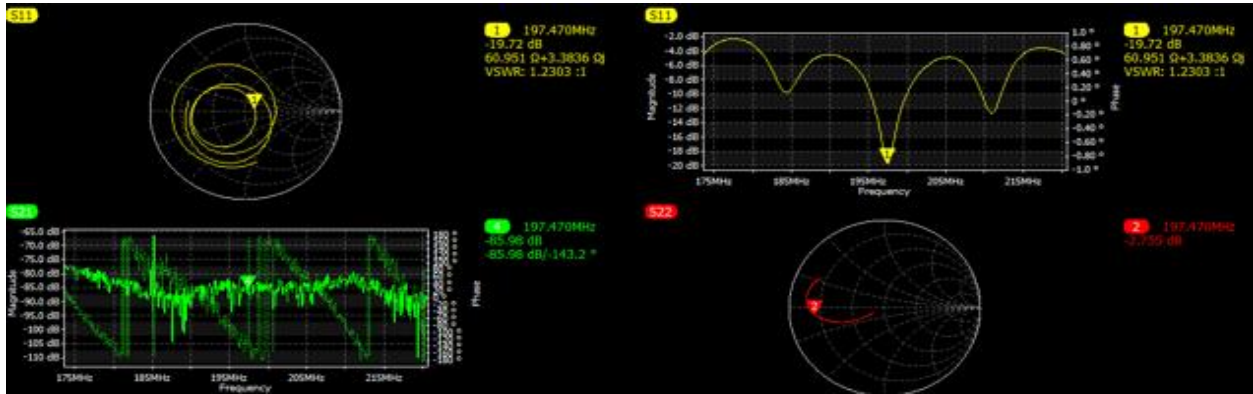 S11
1 197.470MHz
-19.72 dB
60.951 Ω+3.3836 Ωj
VSWR: 1.2303 :1
1
S11
1 197.470MHz
-19.72 dB
60.951 Ω+3.3836 Ωj
VSWR: 1.2303 :1
Magnitude
-2.0 dB
-4.0 dB
-6.0 dB
-8.0 dB
-10 dB
-12 dB
-14 dB
-16 dB
-18 dB
-20 dB
1.0 °
0.80 °
0.60 °
0.40 °
0.20 °
0 °
-0.20 °
-0.40 °
-0.60 °
-0.80 °
-1.0 °
Phase
1
175MHz 185MHz 195MHz 205MHz 215MHz
Frequency
S21
4 197.470MHz
-85.98 dB
-85.98 dB/-143.2 °
Magnitude
-65.0 dB
-70.0 dB
-75.0 dB
-80.0 dB
-85.0 dB
-90.0 dB
-95.0 dB
-100 dB
-105 dB
-110 dB
Phase
175MHz 185MHz 195MHz 205MHz 215MHz
Frequency
S22
2 197.470MHz
-2.755 dB
2